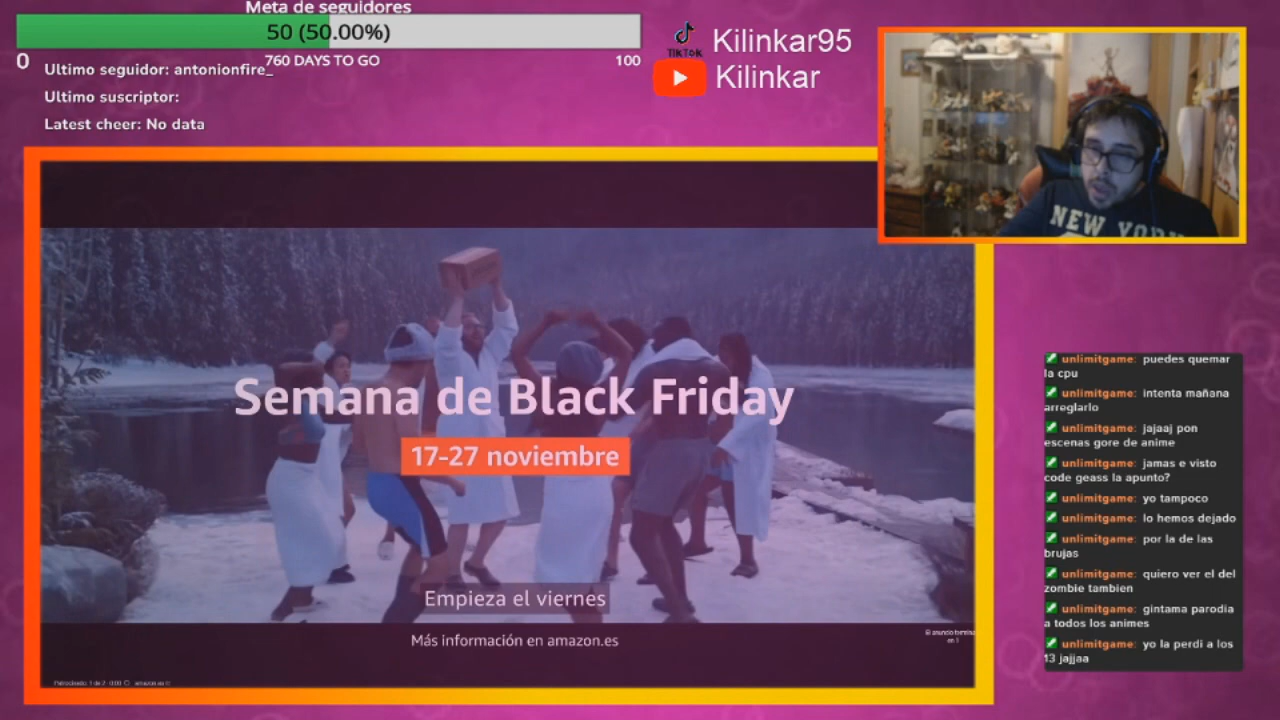 Meta de seguidores
50 (50.00%)
0
760 DAYS TO GO
100
Ultimo seguidor: antonionfire_
Ultimo suscriptor:
Latest cheer: No data
TikTok
Kilinkar95
Kilinkar
NEW YORK
Semana de Black Friday
17-27 noviembre
Empieza el viernes
Más información en amazon.es
El anuncio termina
en 1
unlimitgame: puedes quemar
la cpu
unlimitgame: intenta mañana
arreglarlo
unlimitgame: jajaaj pon
escenas gore de anime
unlimitgame: jamas e visto
code geass la apunto?
unlimitgame: yo tampoco
unlimitgame: lo hemos dejado
unlimitgame: por la de las
brujas
unlimitgame: quiero ver el del
zombie tambien
unlimitgame: gintama parodia
a todos los animes
unlimitgame: yo la perdi a los
13 jajjaa